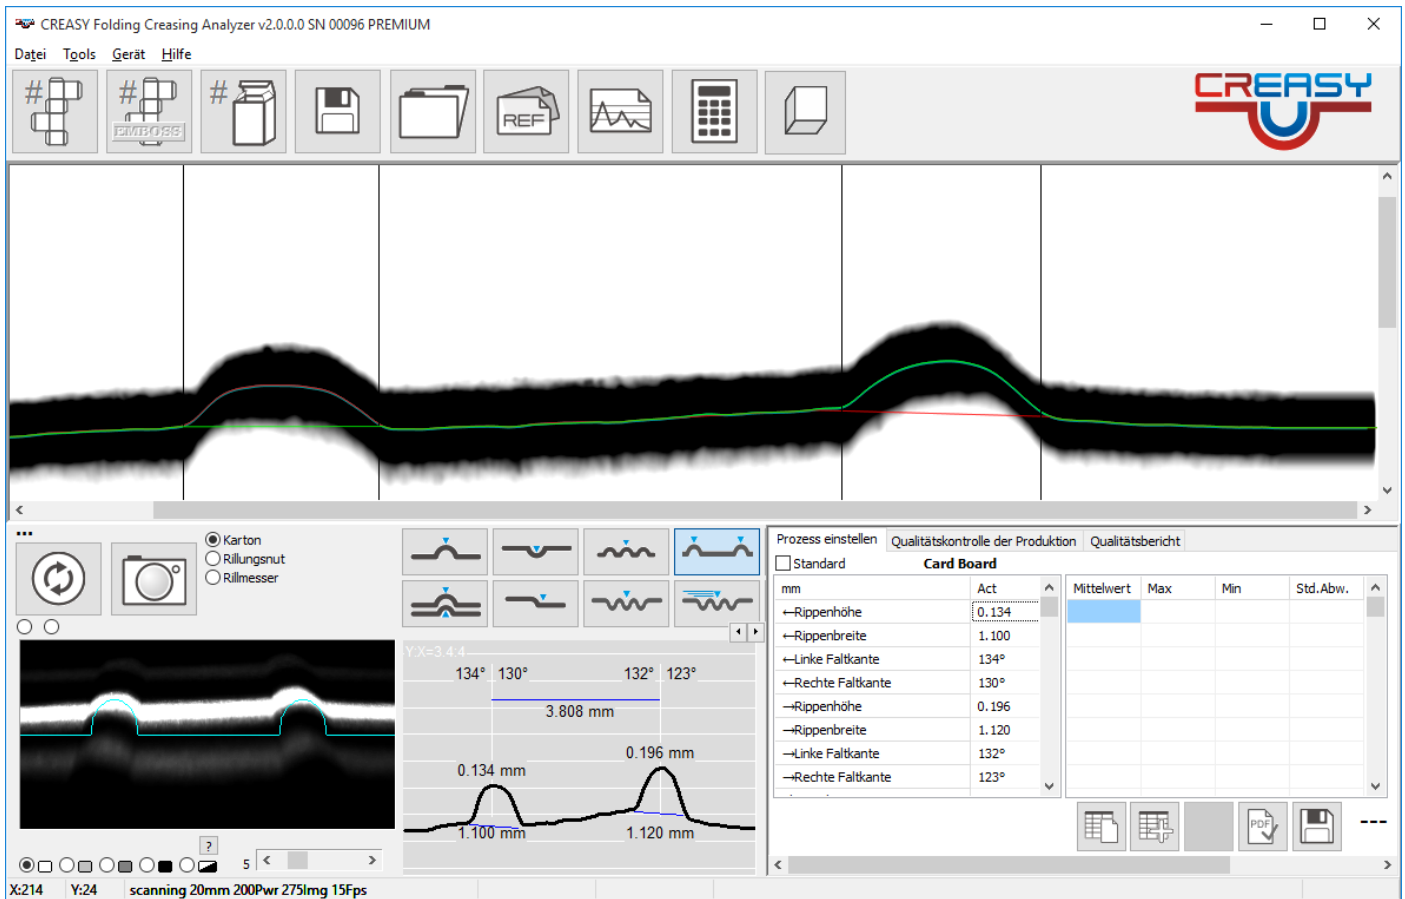 CREASY Folding Creasing Analyzer v2.0.0.0 SN 00096 PREMIUM
Datei Tools Gerät Hilfe
# # EMBOSS # REF CREASY
... Karton
Rillungsnut
Rillmesser
Prozess einstellen Qualitätskontrolle der Produktion Qualitätsbericht
Standard Card Board
mm Act Mittelwert Max Min Std.Abw.
←Rippenhöhe 0.134
←Rippenbreite 1.100
←Linke Faltkante 134°
←Rechte Faltkante 130°
→Rippenhöhe 0.196
→Rippenbreite 1.120
→Linke Faltkante 132°
→Rechte Faltkante 123°
Y:X=3.4:4
134° 130° 132° 123°
3.808 mm
0.196 mm
0.134 mm
1.100 mm 1.120 mm
PDF ---
? 5
X:214 Y:24 scanning 20mm 200Pwr 275Img 15Fps